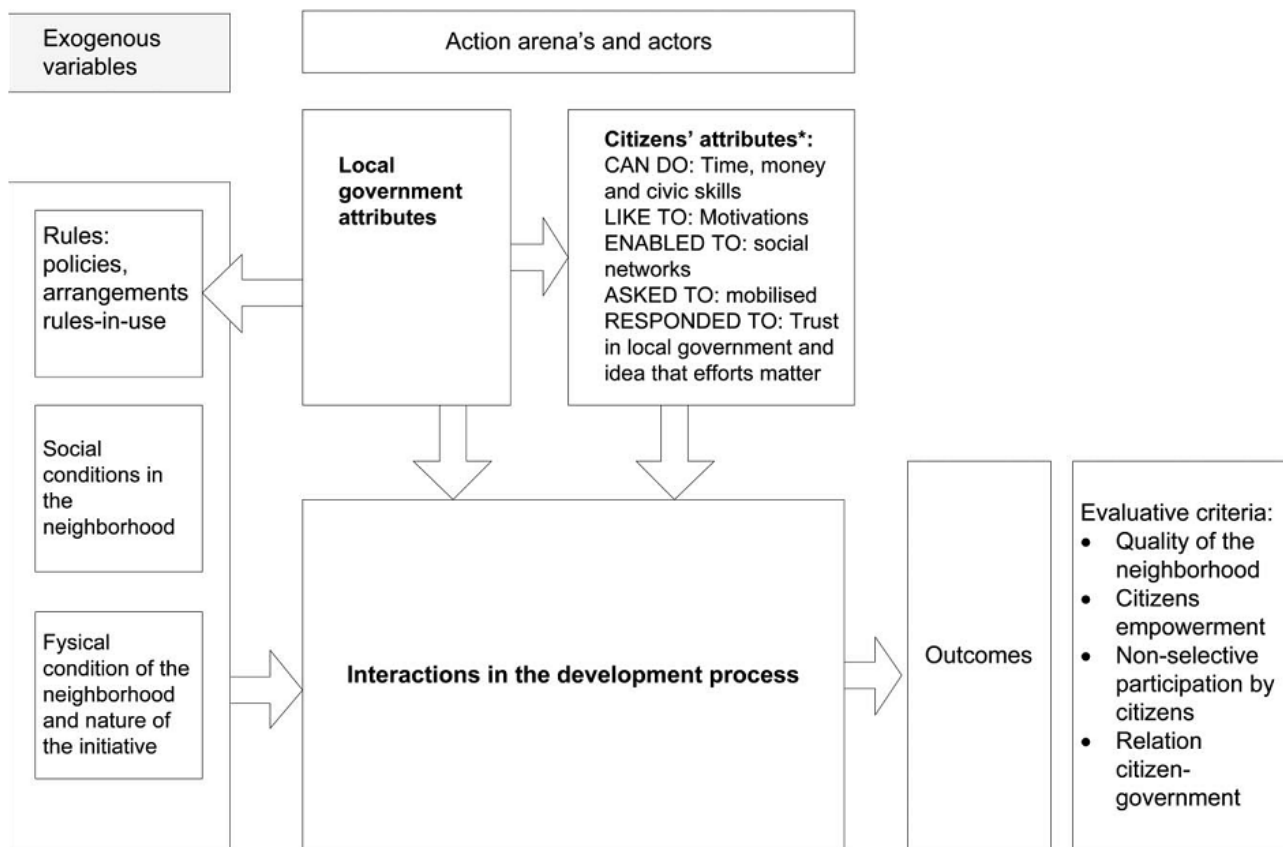 Exogenous
variables
Action arena’s and actors
Local
government
attributes
Citizens’ attributes*:
CAN DO: Time, money
and civic skills
LIKE TO: Motivations
ENABLED TO: social
networks
ASKED TO: mobilised
RESPONDED TO: Trust
in local government and
idea that efforts matter
Rules:
policies,
arrangements
rules-in-use
Social
conditions in
the
neighborhood
Fysical
condition of the
neighborhood
and nature of
the initiative
Interactions in the development process
Outcomes
Evaluative criteria:
• Quality of the
neighborhood
• Citizens
empowerment
• Non-selective
participation by
citizens
• Relation
citizen-
government